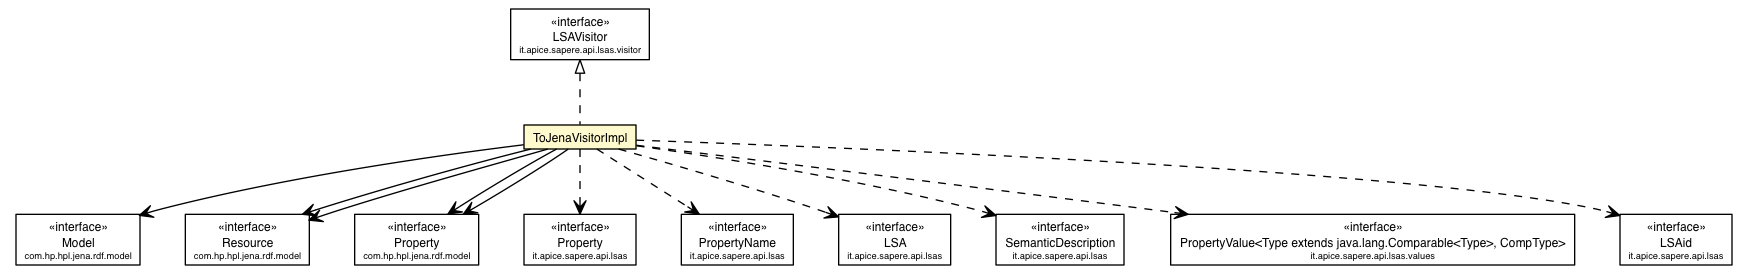 «interface»
LSAVisitor
it.apice.sapere.api.lsas.visitor
ToJenaVisitorImpl
«interface»
Model
com.hp.hpl.jena.rdf.model
«interface»
Resource
com.hp.hpl.jena.rdf.model
«interface»
Property
com.hp.hpl.jena.rdf.model
«interface»
Property
it.apice.sapere.api.lsas
«interface»
PropertyName
it.apice.sapere.api.lsas
«interface»
LSA
it.apice.sapere.api.lsas
«interface»
SemanticDescription
it.apice.sapere.api.lsas
«interface»
PropertyValue<Type extends java.lang.Comparable<Type>, CompType>
it.apice.sapere.api.lsas.values
«interface»
LSAid
it.apice.sapere.api.lsas